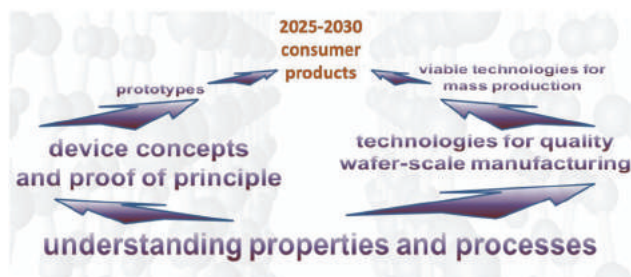 2025-2030
consumer
products
prototypes
viable technologies for
mass production
device concepts
and proof of principle
technologies for quality
wafer-scale manufacturing
understanding properties and processes